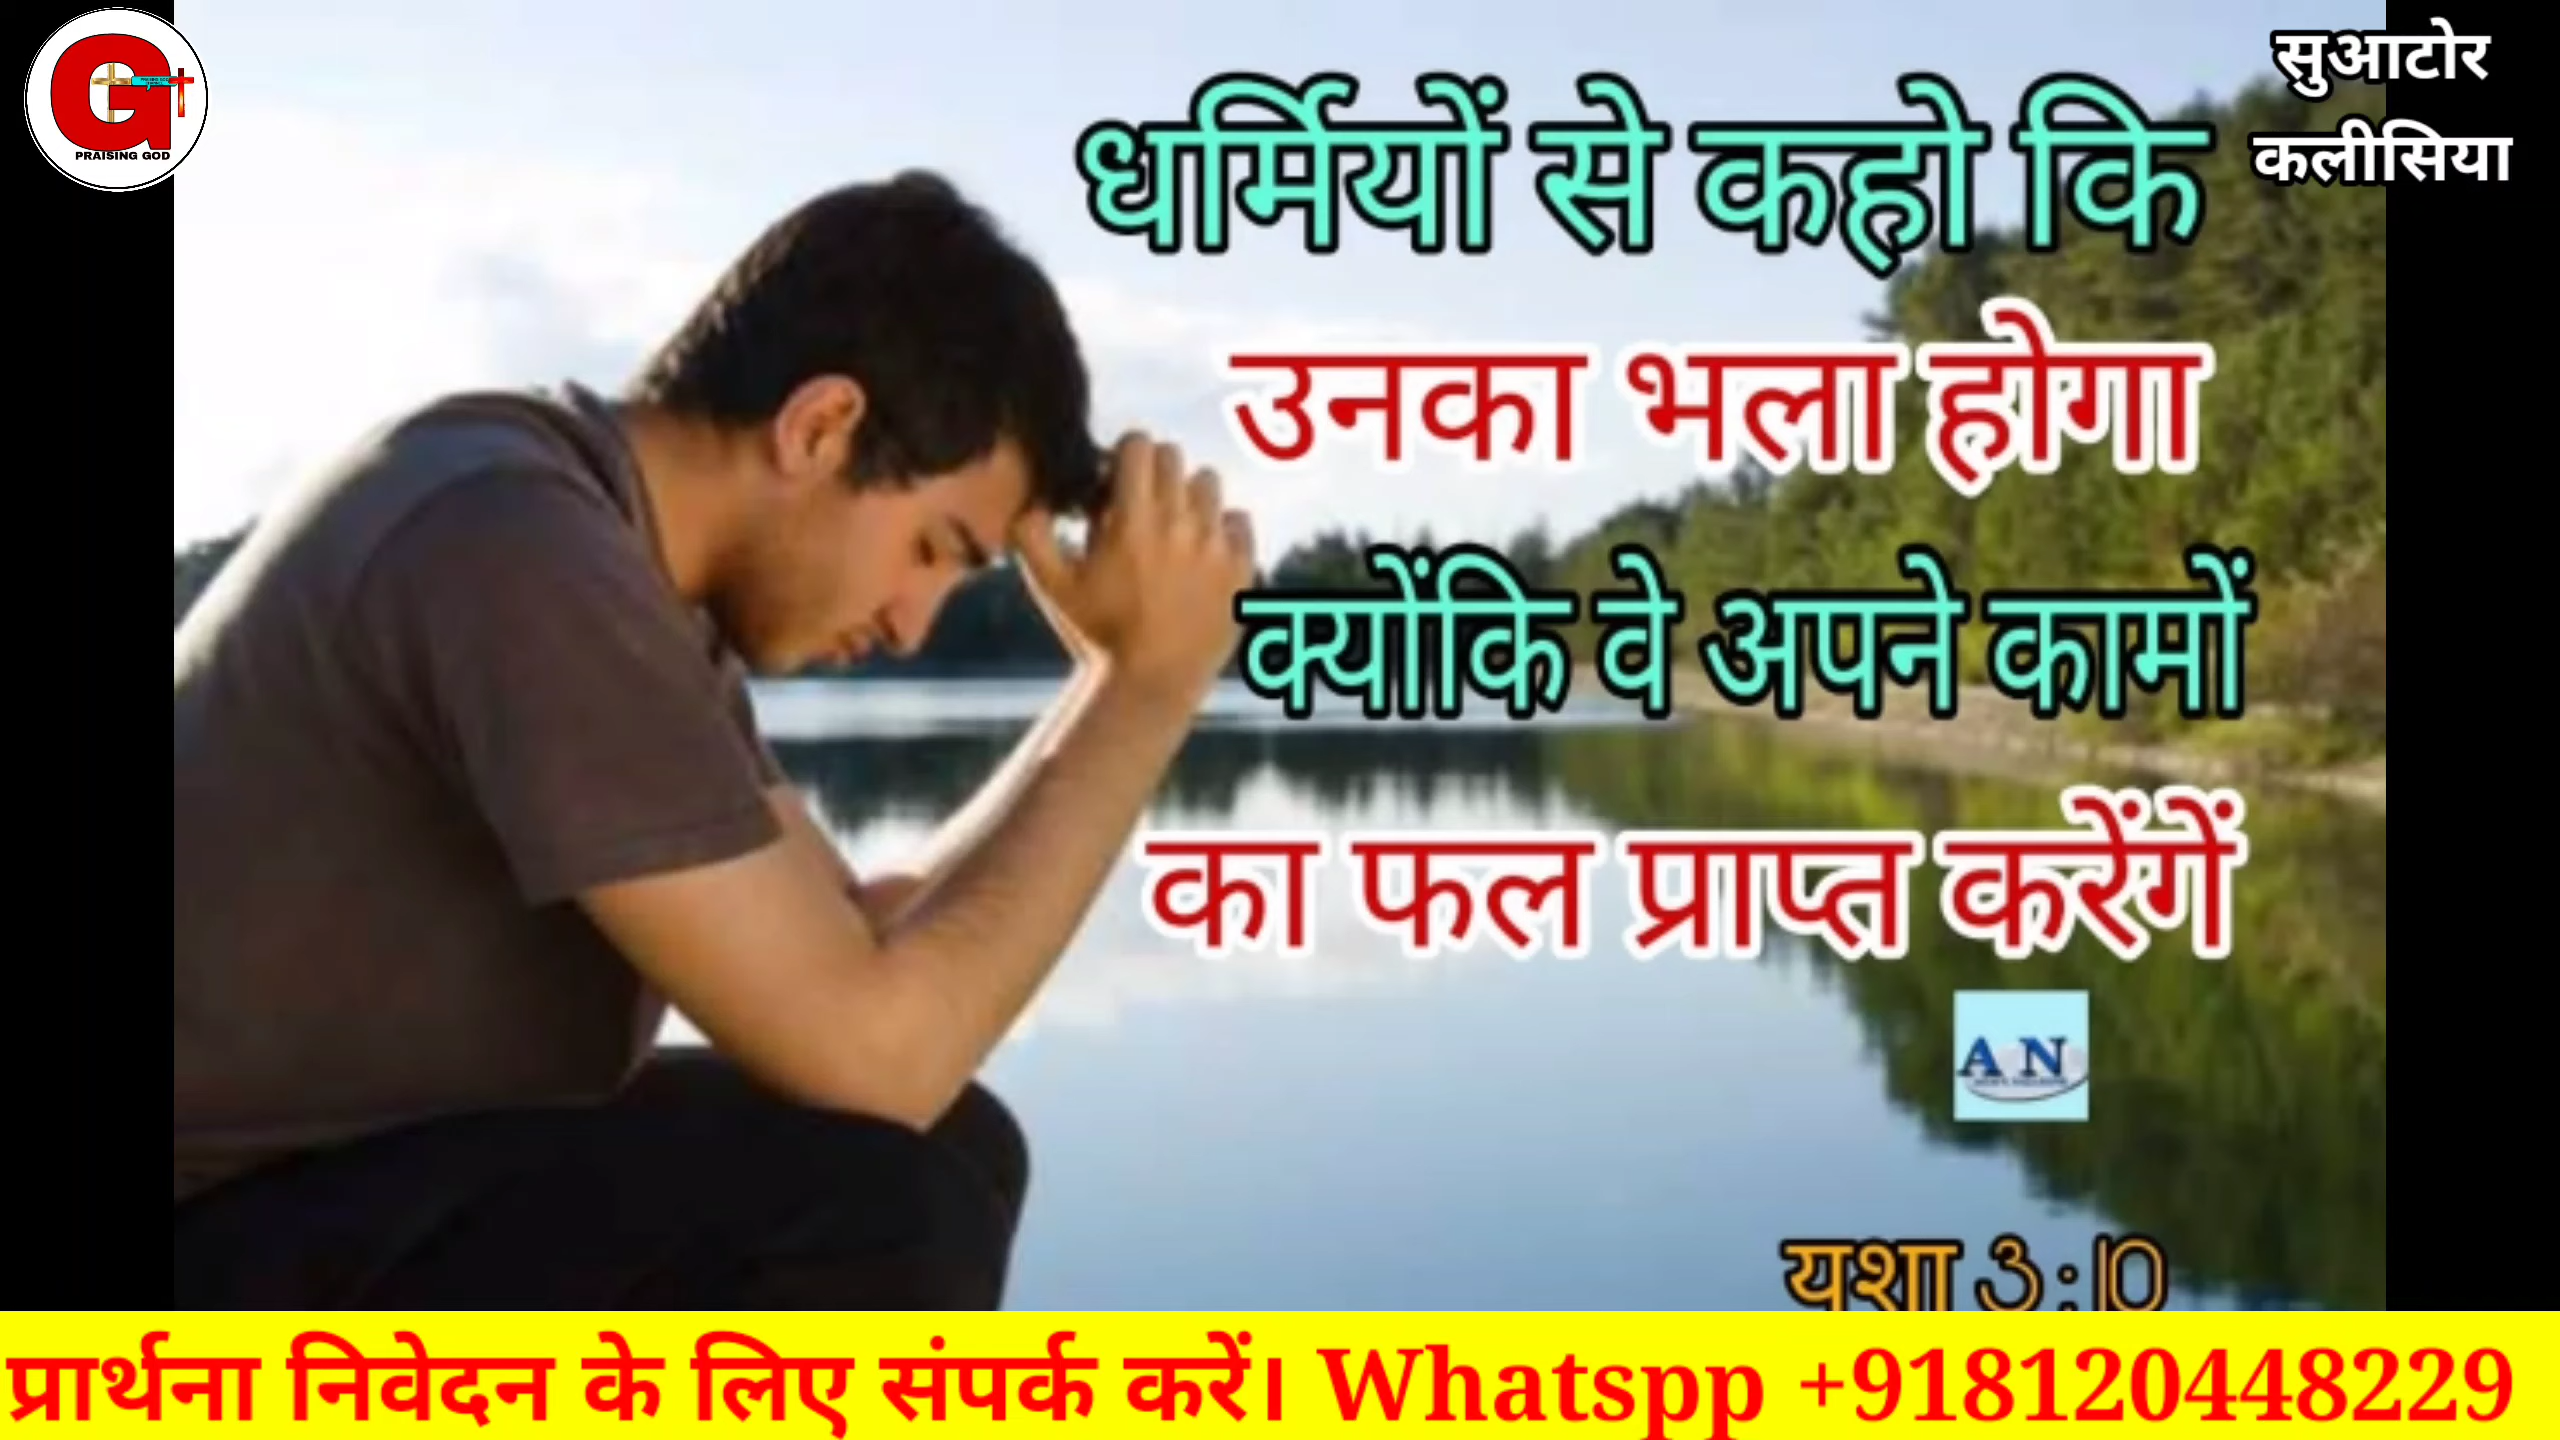 PRAISING GOD
सुआटोर
कलीसिया
धर्मियों से कहो कि
उनका भला होगा
क्योंकि वे अपने कामों
का फल प्राप्त करेंगें
A N
यशा 3:10
प्रार्थना निवेदन के लिए संपर्क करें। Whatspp +918120448229